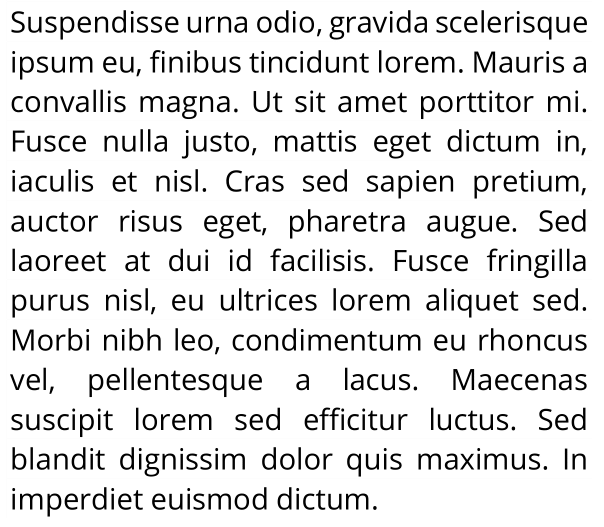 Suspendisse urna odio, gravida scelerisque
ipsum eu, finibus tincidunt lorem. Mauris a
convallis magna. Ut sit amet porttitor mi.
Fusce nulla justo, mattis eget dictum in,
iaculis et nisl. Cras sed sapien pretium,
auctor risus eget, pharetra augue. Sed
laoreet at dui id facilisis. Fusce fringilla
purus nisl, eu ultrices lorem aliquet sed.
Morbi nibh leo, condimentum eu rhoncus
vel, pellentesque a lacus. Maecenas
suscipit lorem sed efficitur luctus. Sed
blandit dignissim dolor quis maximus. In
imperdiet euismod dictum.